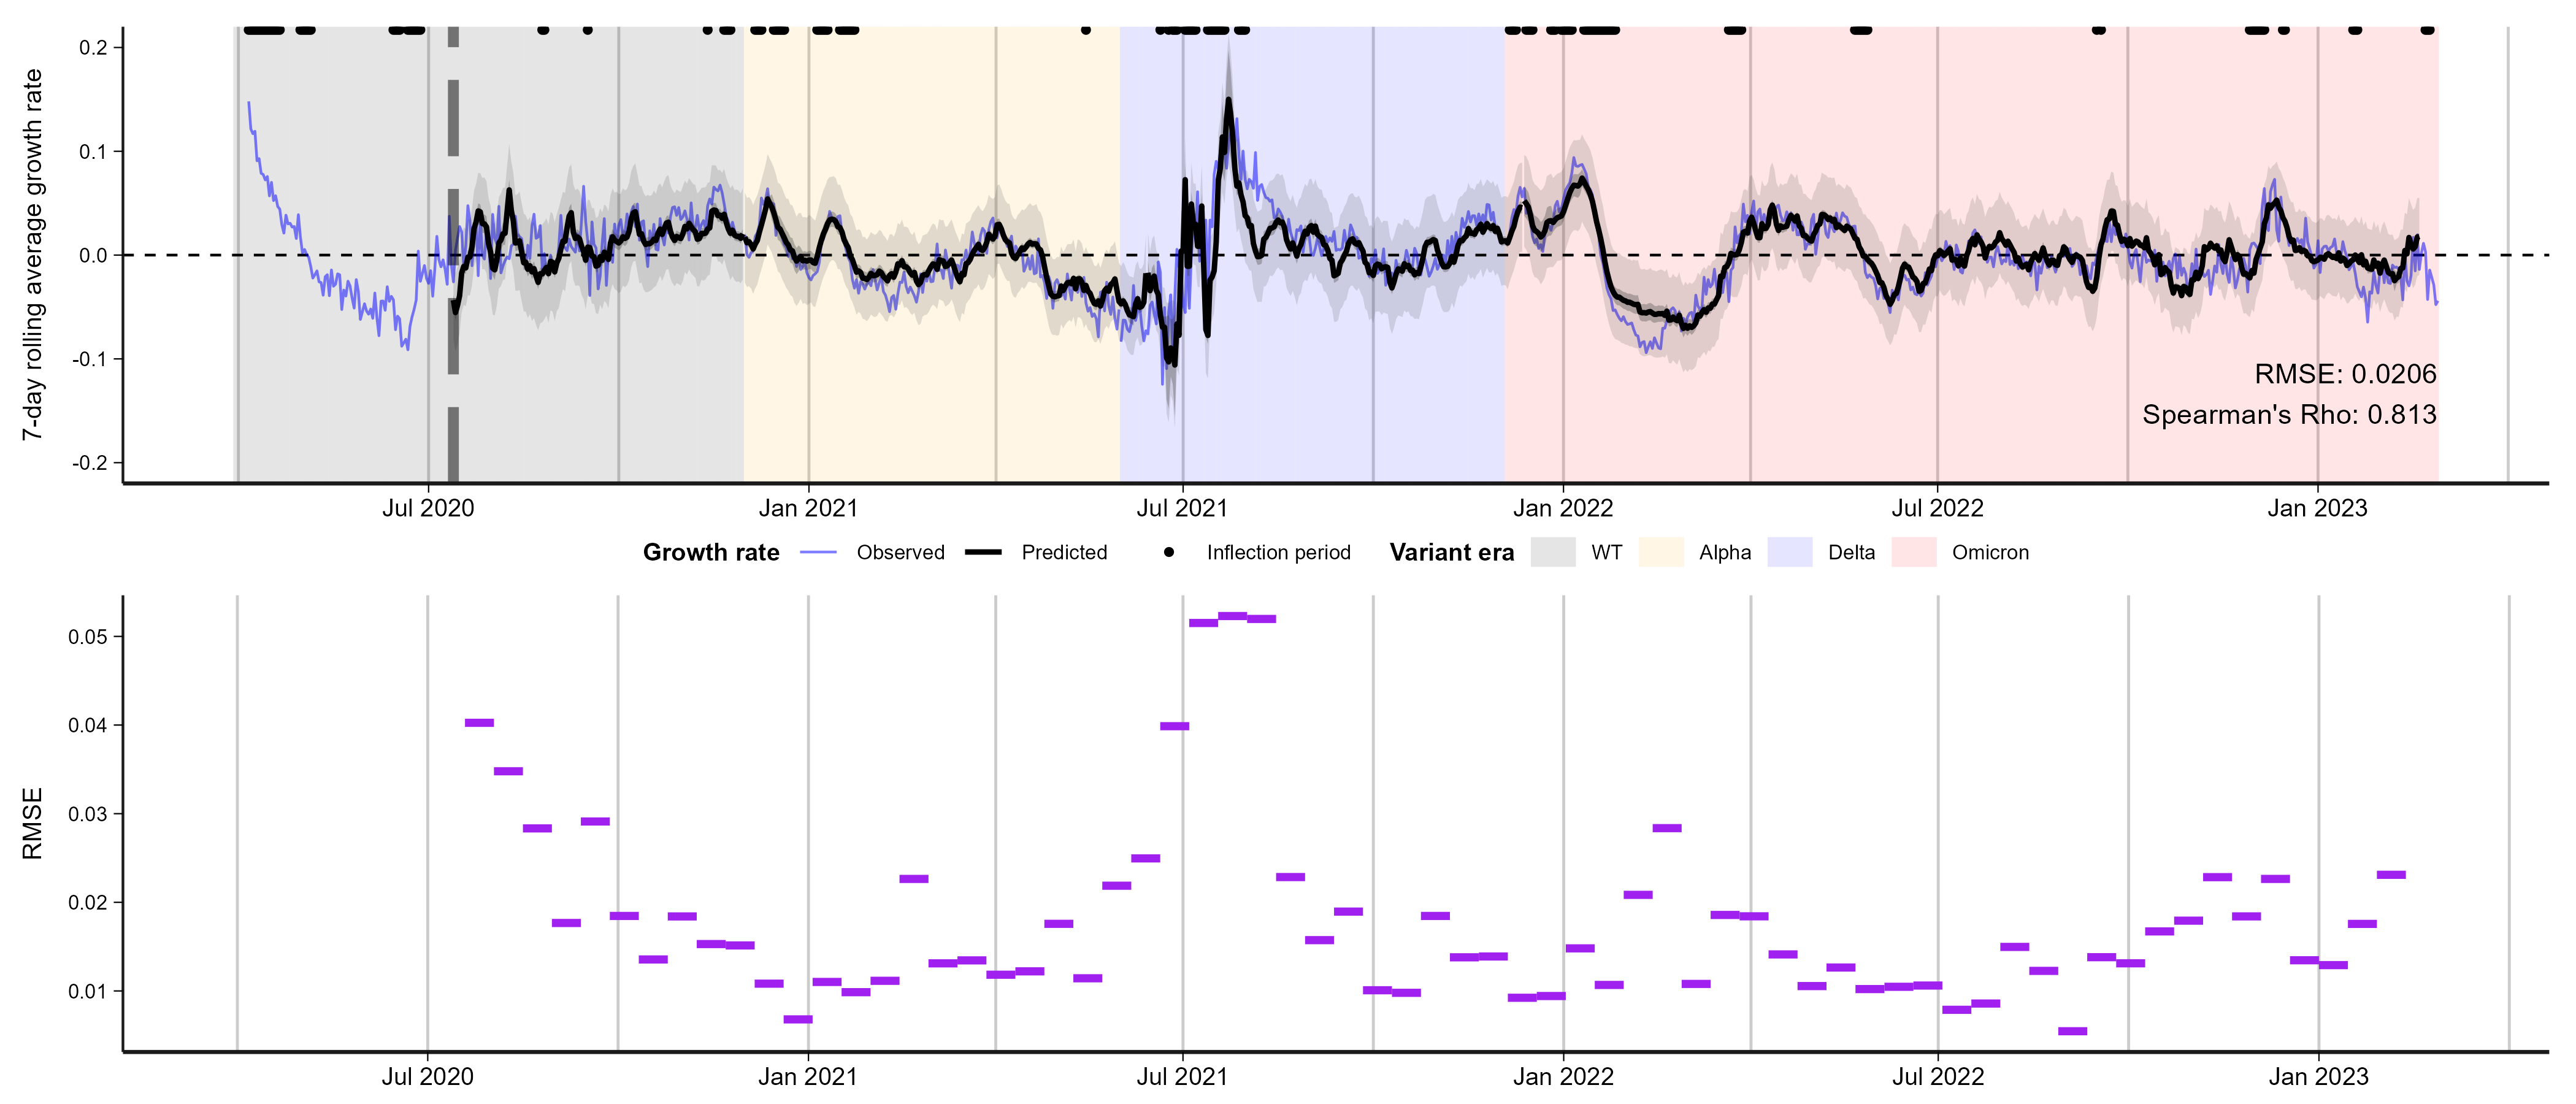 7-day rolling average growth rate
0.2
0.1
0.0
-0.1
-0.2
RMSE: 0.0206
Spearman's Rho: 0.813
Jul 2020 Jan 2021 Jul 2021 Jan 2022 Jul 2022 Jan 2023
Growth rate Observed Predicted Inflection period Variant era WT Alpha Delta Omicron
RMSE
0.05
0.04
0.03
0.02
0.01
Jul 2020 Jan 2021 Jul 2021 Jan 2022 Jul 2022 Jan 2023